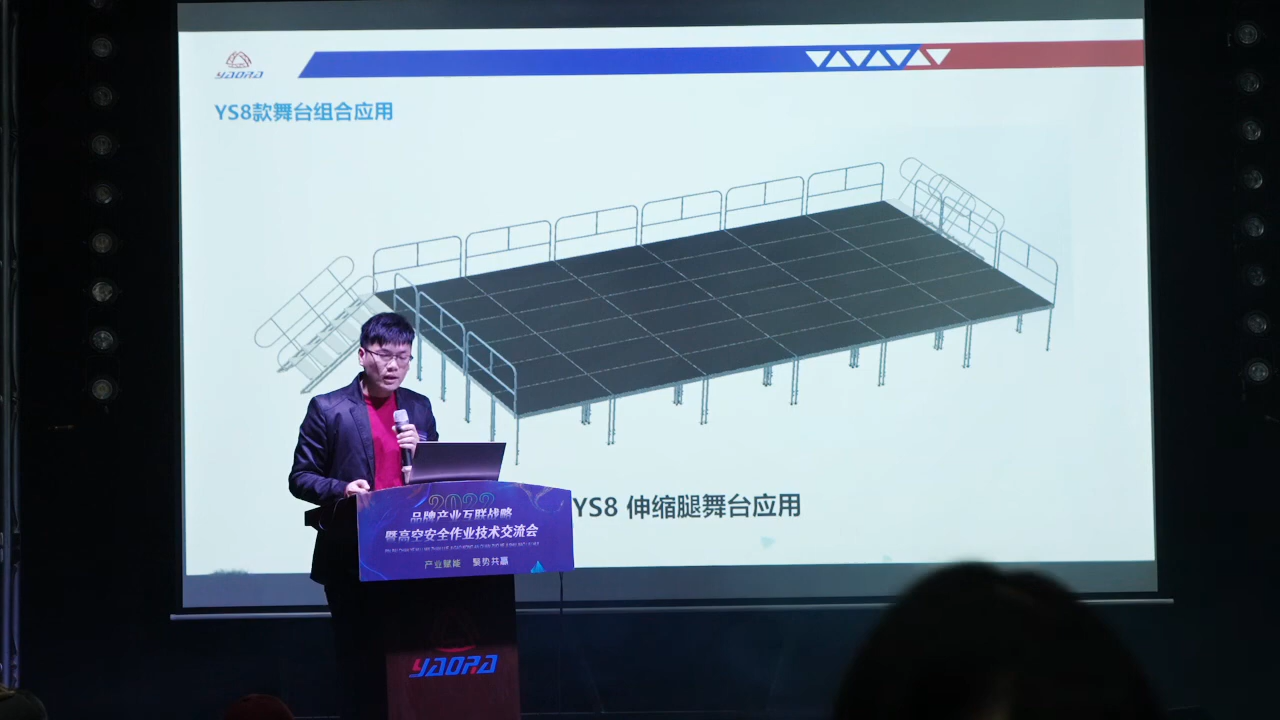 YAORA
YS8款舞台组合应用
YS8 伸缩腿舞台应用
2022
品牌产业互联战略
暨高空安全作业技术交流会
产业赋能 聚势共赢
YAORA